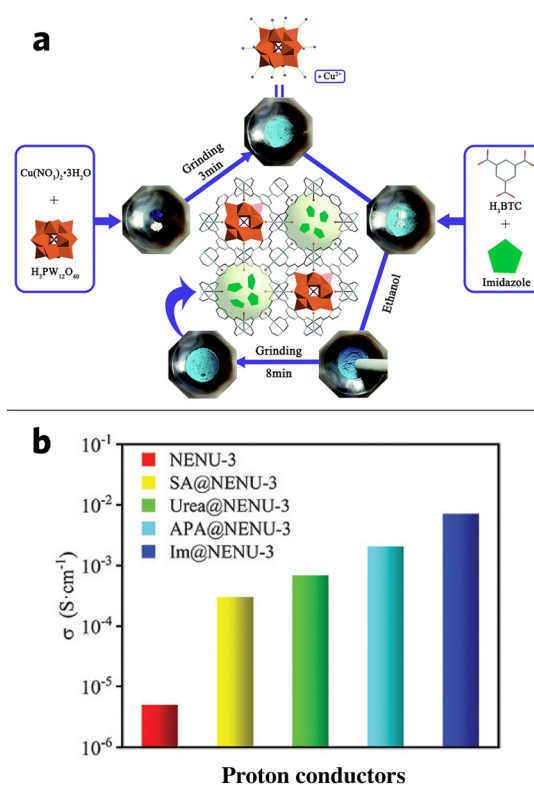 a
• Cu²⁺
Grinding
3min
Cu(NO₃)₂•3H₂O
+
H₃PW₁₂O₄₀
H₃BTC
+
Imidazole
Ethanol
Grinding
8min
b
10⁻¹
10⁻²
10⁻³
10⁻⁴
10⁻⁵
10⁻⁶
σ (S·cm⁻¹)
NENU-3
SA@NENU-3
Urea@NENU-3
APA@NENU-3
Im@NENU-3
Proton conductors